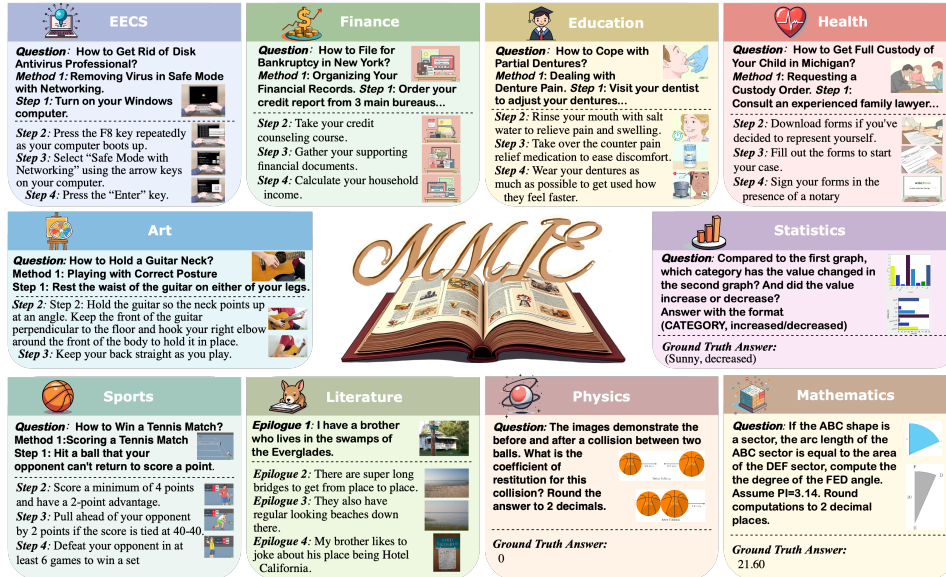 EECS
Question: How to Get Rid of Disk
Antivirus Professional?
Method 1: Removing Virus in Safe Mode
with Networking.
Step 1: Turn on your Windows
computer.
Step 2: Press the F8 key repeatedly
as your computer boots up.
Step 3: Select “Safe Mode with
Networking” using the arrow keys
on your computer.
Step 4: Press the “Enter” key.
Finance
Question: How to File for
Bankruptcy in New York?
Method 1: Organizing Your
Financial Records. Step 1: Order your
credit report from 3 main bureaus...
Step 2: Take your credit
counseling course.
Step 3: Gather your supporting
financial documents.
Step 4: Calculate your household
income.
Education
Question: How to Cope with
Partial Dentures?
Method 1: Dealing with
Denture Pain. Step 1: Visit your dentist
to adjust your dentures...
Step 2: Rinse your mouth with salt
water to relieve pain and swelling.
Step 3: Take over the counter pain
relief medication to ease discomfort.
Step 4: Wear your dentures as
much as possible to get used how
they feel faster.
Health
Question: How to Get Full Custody of
Your Child in Michigan?
Method 1: Requesting a
Custody Order. Step 1:
Consult an experienced family lawyer...
Step 2: Download forms if you've
decided to represent yourself.
Step 3: Fill out the forms to start
your case.
Step 4: Sign your forms in the
presence of a notary
Art
Question: How to Hold a Guitar Neck?
Method 1: Playing with Correct Posture
Step 1: Rest the waist of the guitar on either of your legs.
Step 2: Step 2: Hold the guitar so the neck points up
at an angle. Keep the front of the guitar
perpendicular to the floor and hook your right elbow
around the front of the body to hold it in place.
Step 3: Keep your back straight as you play.
MMIE
Statistics
Question: Compared to the first graph,
which category has the value changed in
the second graph? And did the value
increase or decrease?
Answer with the format
(CATEGORY, increased/decreased)
Ground Truth Answer:
(Sunny, decreased)
Sports
Question: How to Win a Tennis Match?
Method 1:Scoring a Tennis Match
Step 1: Hit a ball that your
opponent can't return to score a point.
Step 2: Score a minimum of 4 points
and have a 2-point advantage.
Step 3: Pull ahead of your opponent
by 2 points if the score is tied at 40-40.
Step 4: Defeat your opponent in at
least 6 games to win a set
Literature
Epilogue 1: I have a brother
who lives in the swamps of
the Everglades.
Epilogue 2: There are super long
bridges to get from place to place.
Epilogue 3: They also have
regular looking beaches down
there.
Epilogue 4: My brother likes to
joke about his place being Hotel
California.
Physics
Question: The images demonstrate the
before and after a collision between two
balls. What is the
coefficient of
restitution for this
collision? Round the
answer to 2 decimals.
Ground Truth Answer:
0
Mathematics
Question: If the ABC shape is
a sector, the arc length of the
ABC sector is equal to the area
of the DEF sector, compute the
the degree of the FED angle.
Assume PI=3.14. Round
computations to 2 decimal
places.
Ground Truth Answer:
21.60